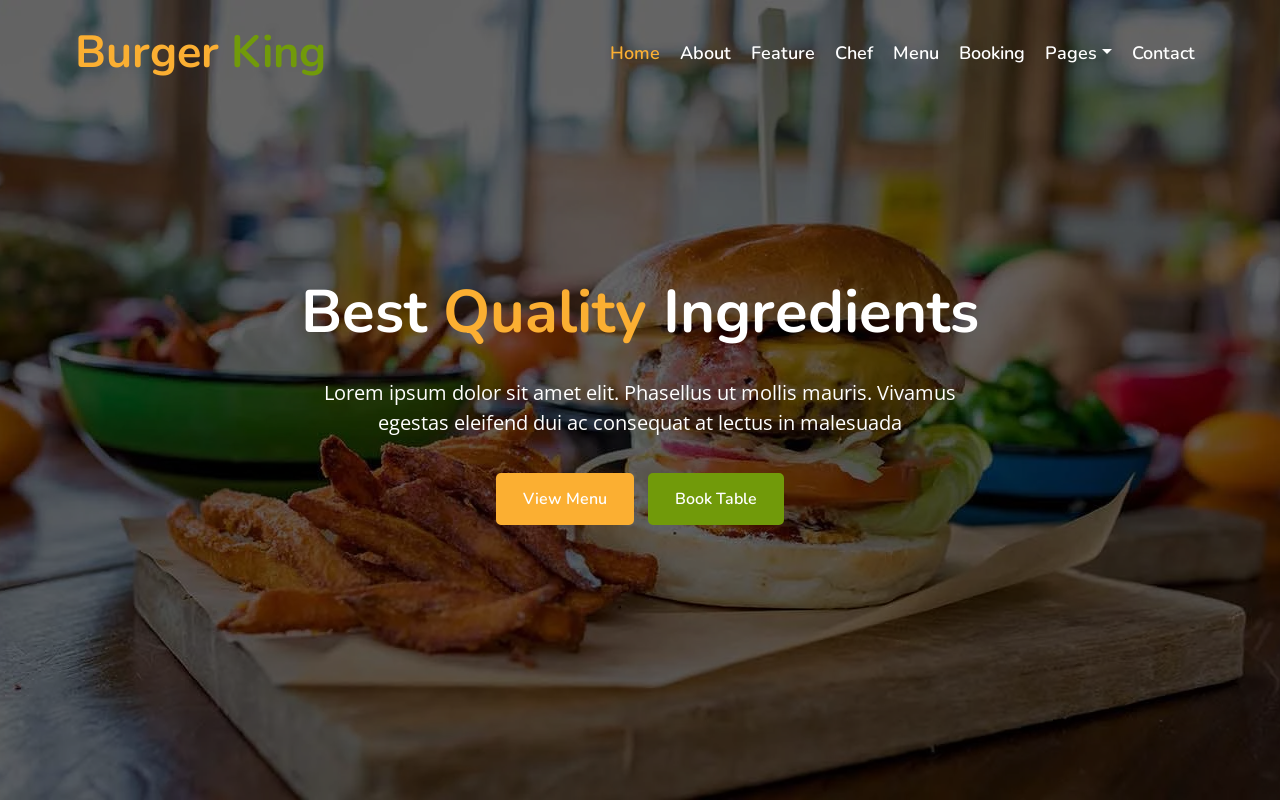 Burger King
Home About Feature Chef Menu Booking Pages Contact
Best Quality Ingredients
Lorem ipsum dolor sit amet elit. Phasellus ut mollis mauris. Vivamus
egestas eleifend dui ac consequat at lectus in malesuada
View Menu Book Table